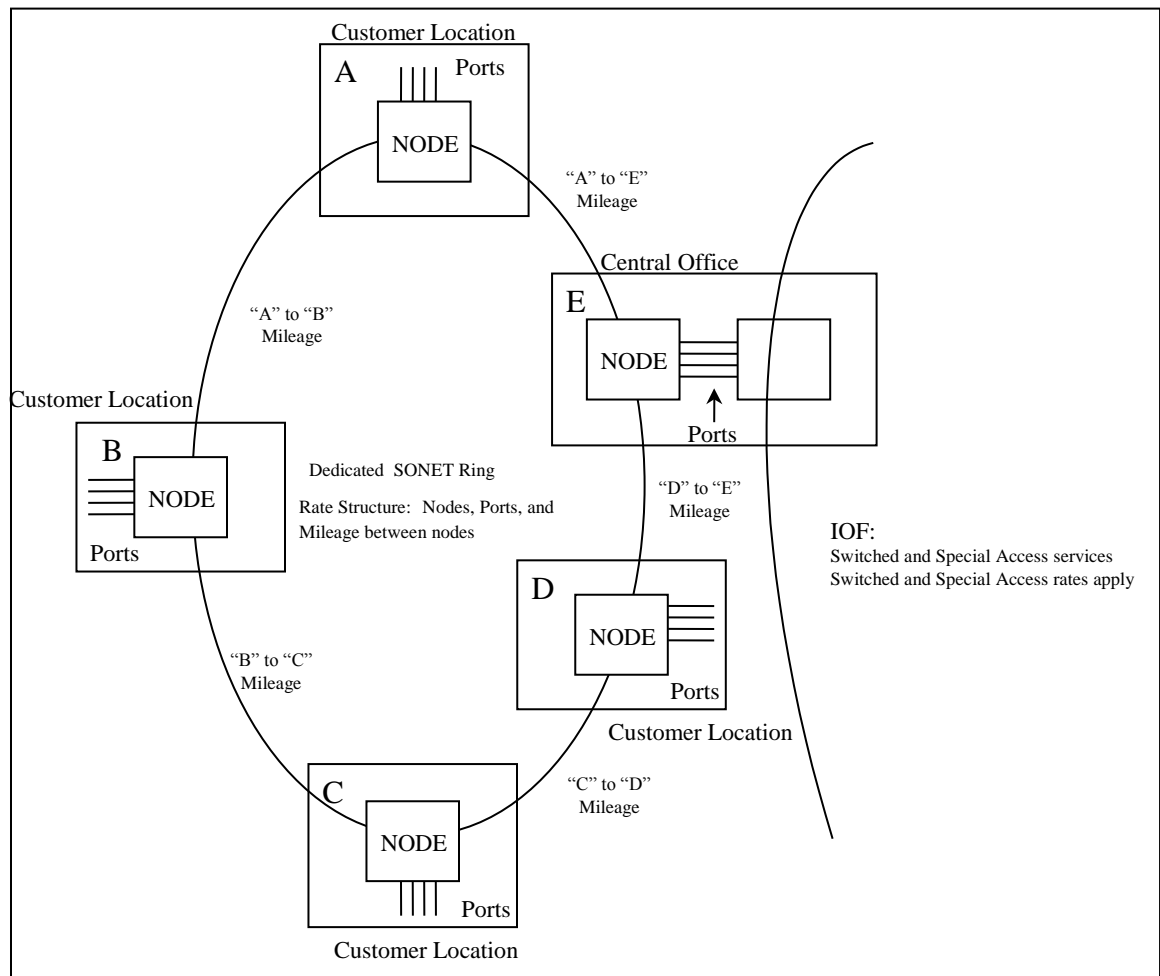 Customer Location
A
Ports
NODE
“A” to “E”
Mileage
Central Office
E
NODE
Ports
“A” to “B”
Mileage
Customer Location
B
NODE
Ports
Dedicated SONET Ring
Rate Structure: Nodes, Ports, and
Mileage between nodes
“D” to “E”
Mileage
IOF:
Switched and Special Access services
Switched and Special Access rates apply
D
NODE
Ports
Customer Location
“B” to “C”
Mileage
“C” to “D”
Mileage
C
NODE
Ports
Customer Location